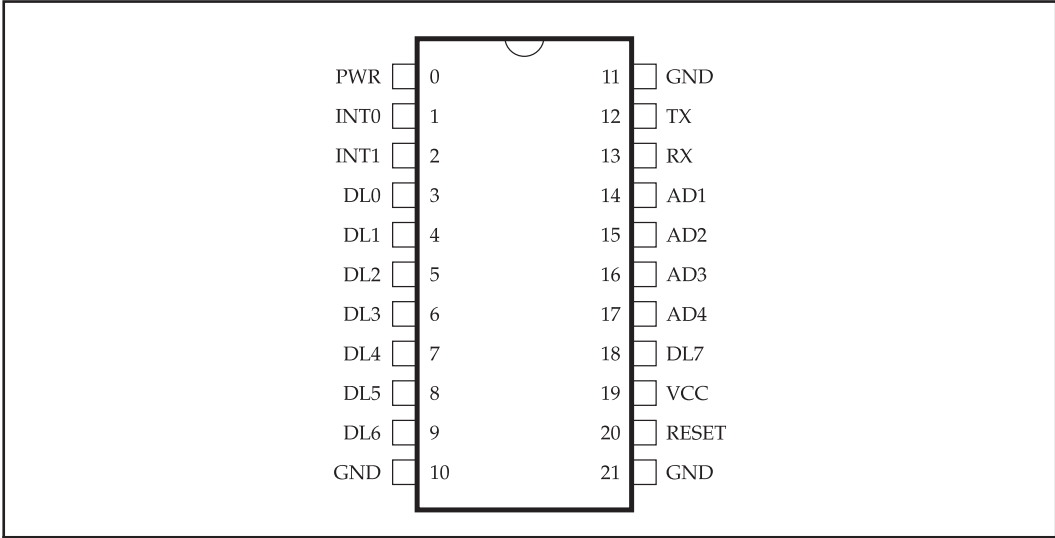 PWR 0 11 GND
INT0 1 12 TX
INT1 2 13 RX
DL0 3 14 AD1
DL1 4 15 AD2
DL2 5 16 AD3
DL3 6 17 AD4
DL4 7 18 DL7
DL5 8 19 VCC
DL6 9 20 RESET
GND 10 21 GND